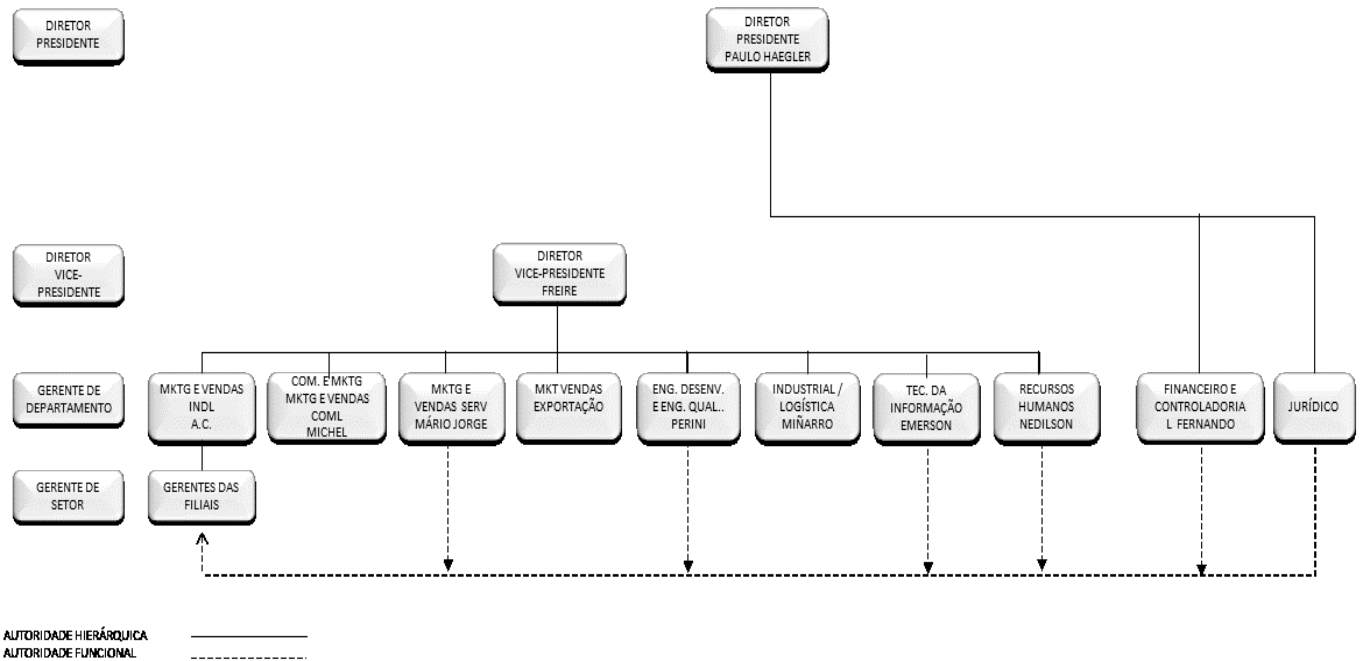 DIRETOR
PRESIDENTE
DIRETOR
PRESIDENTE
PAULO HAEGLER
DIRETOR
VICE-
PRESIDENTE
DIRETOR
VICE-PRESIDENTE
FREIRE
GERENTE DE
DEPARTAMENTO
MKTG E VENDAS
INDL
A.C.
COM. E MKTG
MKTG E VENDAS
COML
MICHEL
MKTG E
VENDAS SERV
MÁRIO JORGE
MKT VENDAS
EXPORTAÇÃO
ENG. DESENV.
E ENG. QUAL..
PERINI
INDUSTRIAL /
LOGÍSTICA
MIÑARRO
TEC. DA
INFORMAÇÃO
EMERSON
RECURSOS
HUMANOS
NEDILSON
FINANCEIRO E
CONTROLADORIA
L FERNANDO
JURÍDICO
GERENTE DE
SETOR
GERENTES DAS
FILIAIS
AUTORIDADE HIERÁRQUICA
AUTORIDADE FUNCIONAL